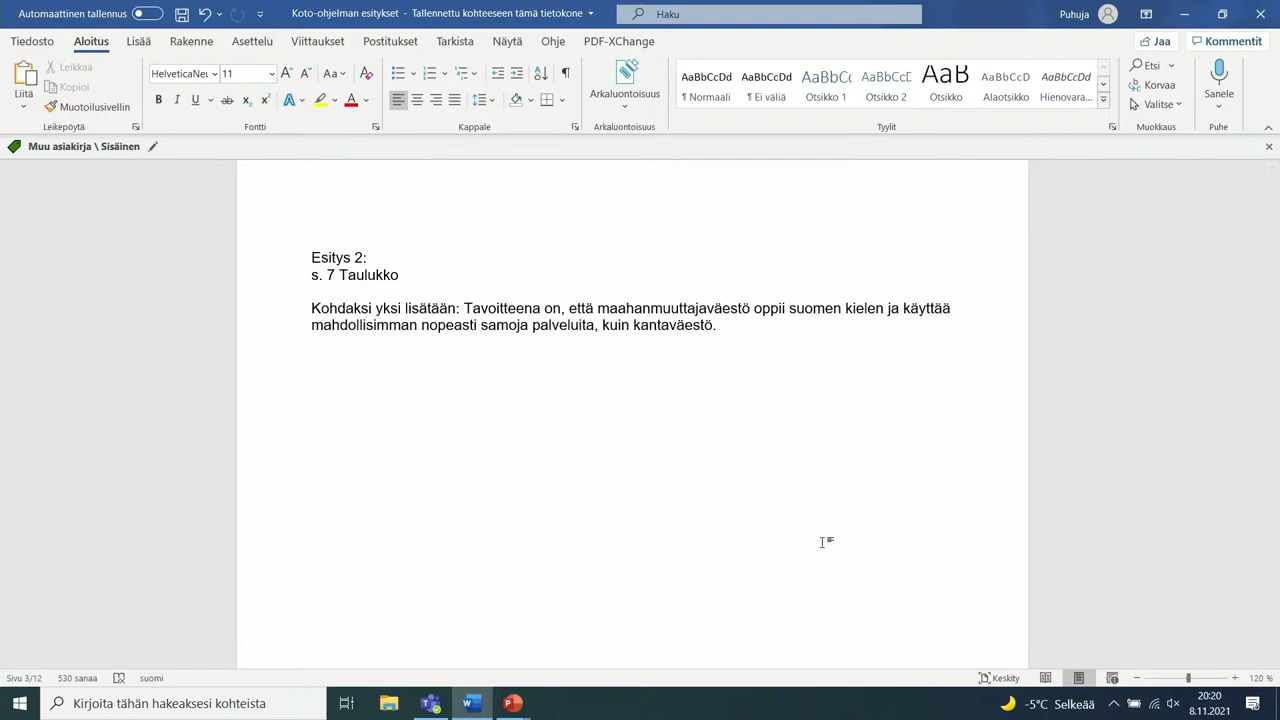 Automaattinen tallennus
Koto-ohjelman esitykset - Tallennettu kohteeseen tämä tietokone
Haku
Puhuja
Tiedosto Aloitus Lisää Rakenne Asettelu Viittaukset Postitukset Tarkista Näytä Ohje PDF-XChange
Jaa Kommentit
Liitä
Leikkaa
Kopioi
Muotoilusivellin
Leikepöytä
HelveticaNeu 11
Fontti
Kappale
Arkaluontoisuus
Arkaluontoisuus
AaBbCcDd AaBbCcDd AaBbCc AaBbCcD AaB AaBbCcD AaBbCcDd
¶ Normaali ¶ Ei väliä Otsikko 1 Otsikko 2 Otsikko Alaotsikko Hienovara...
Tyylit
Etsi
Korvaa
Valitse
Muokkaus
Sanele
Puhe
Muu asiakirja \ Sisäinen
Esitys 2:
s. 7 Taulukko
Kohdaksi yksi lisätään: Tavoitteena on, että maahanmuuttajaväestö oppii suomen kielen ja käyttää
mahdollisimman nopeasti samoja palveluita, kuin kantaväestö.
Sivu 3/12 530 sanaa suomi
Keskity
120 %
Kirjoita tähän hakeaksesi kohteista
-5°C Selkeää
20:20
8.11.2021